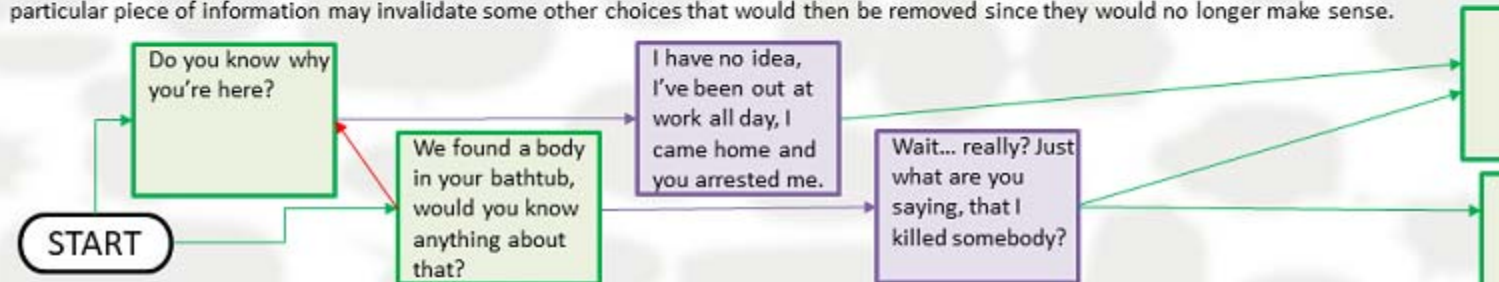 particular piece of information may invalidate some other choices that would then be removed since they would no longer make sense.
Do you know why
you're here?
I have no idea,
I've been out at
work all day, I
came home and
you arrested me.
We found a body
in your bathtub,
would you know
anything about
that?
Wait... really? Just
what are you
saying, that I
killed somebody?
START